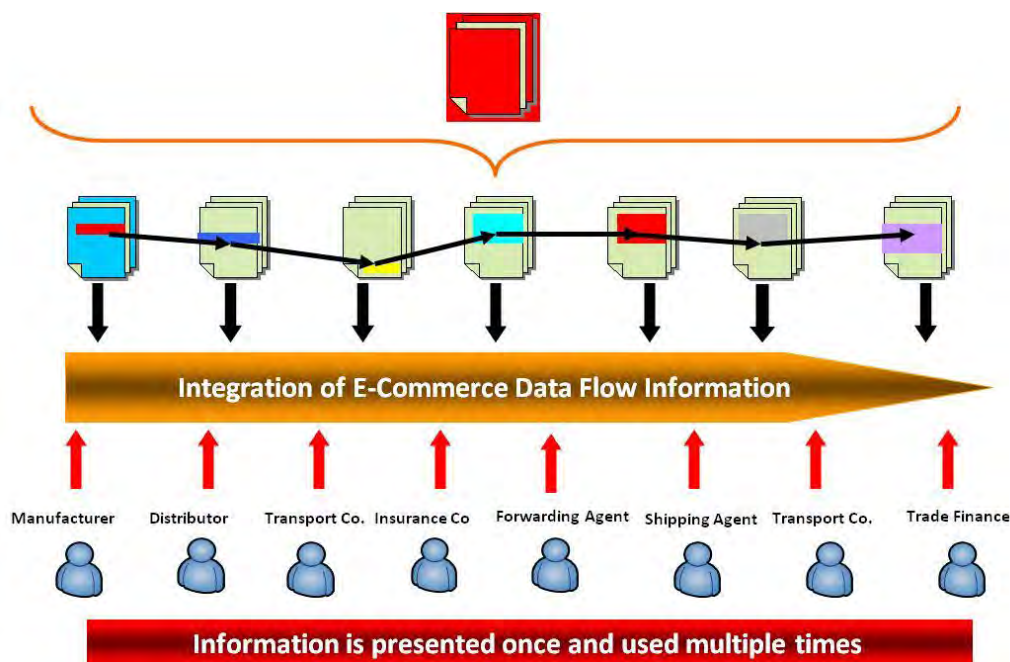 Integration of E-Commerce Data Flow Information
Manufacturer Distributor Transport Co. Insurance Co Forwarding Agent Shipping Agent Transport Co. Trade Finance
Information is presented once and used multiple times